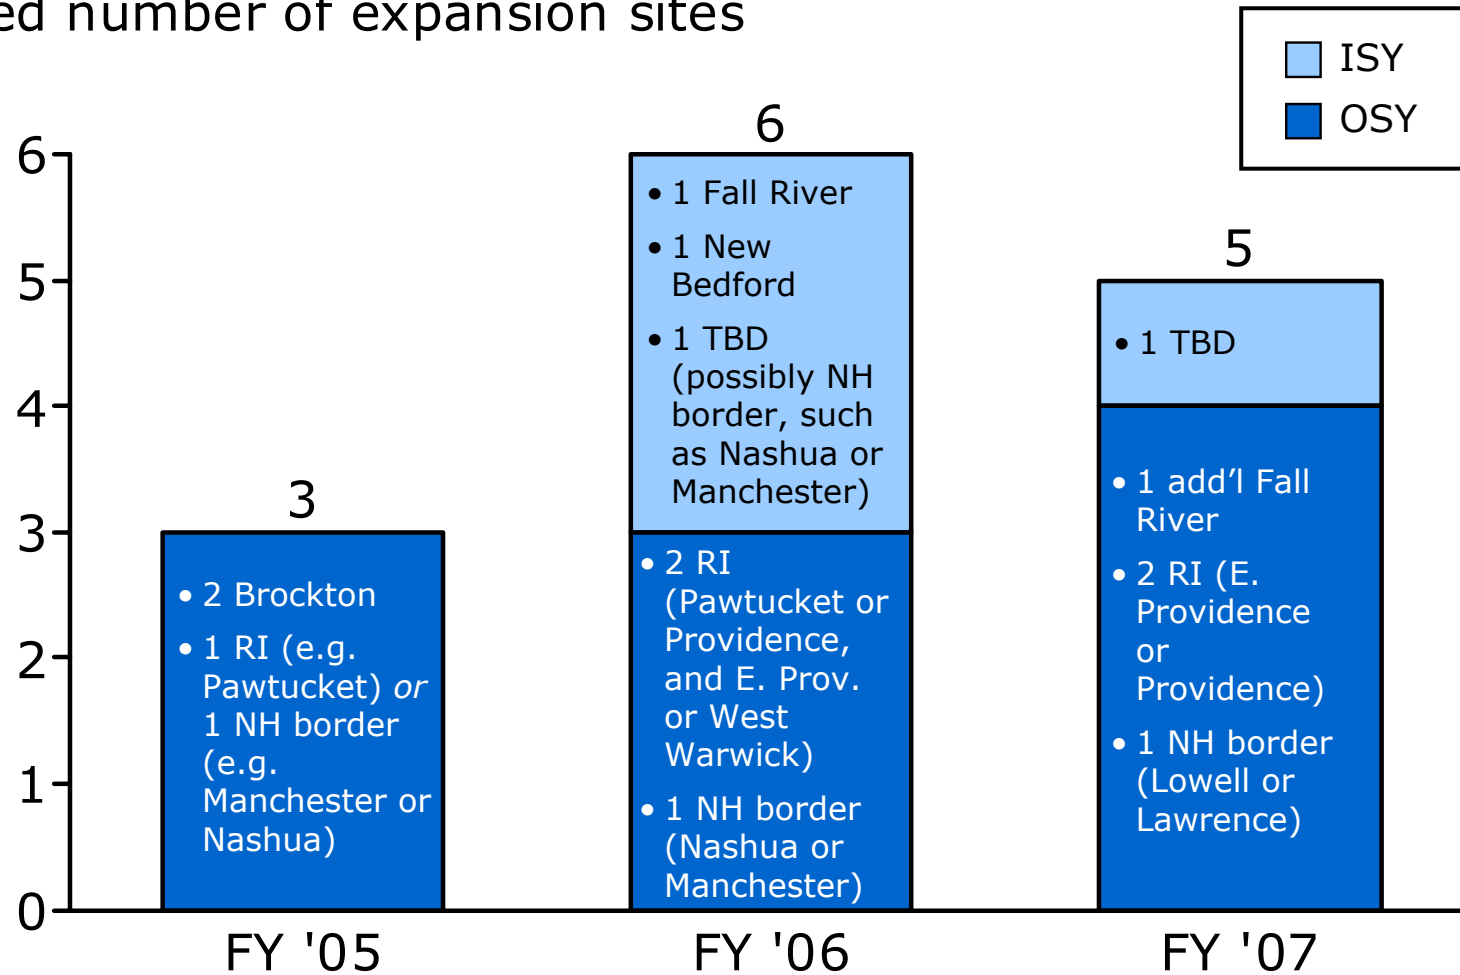 ed number of expansion sites
ISY
OSY
6
5
4
3
2
1
0
3
• 2 Brockton
• 1 RI (e.g.
Pawtucket) or
1 NH border
(e.g.
Manchester or
Nashua)
FY '05
6
• 1 Fall River
• 1 New
Bedford
• 1 TBD
(possibly NH
border, such
as Nashua or
Manchester)
• 2 RI
(Pawtucket or
Providence,
and E. Prov.
or West
Warwick)
• 1 NH border
(Nashua or
Manchester)
FY '06
5
• 1 TBD
• 1 add’l Fall
River
• 2 RI (E.
Providence
or
Providence)
• 1 NH border
(Lowell or
Lawrence)
FY '07